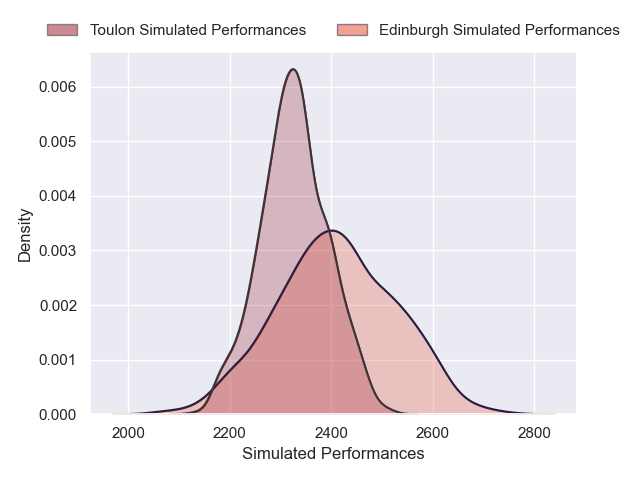 Toulon Simulated Performances Edinburgh Simulated Performances
0.006
0.005
0.004
0.003
0.002
0.001
0.000
Density
2000 2200 2400 2600 2800
Simulated Performances